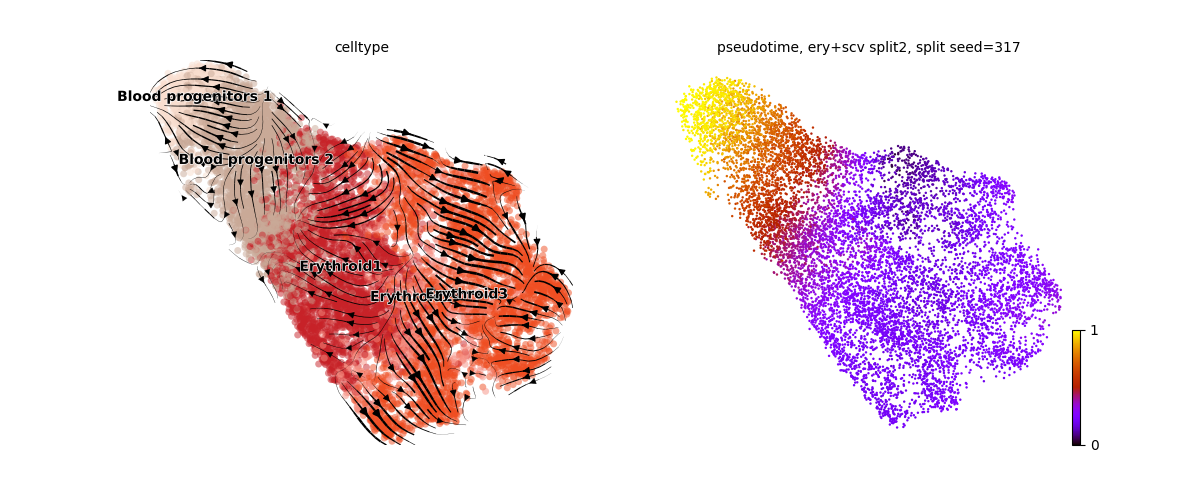 celltype
pseudotime, ery+scv split2, split seed=317
Blood progenitors 1
Blood progenitors 2
Erythroid1
Erythroid3
1
0